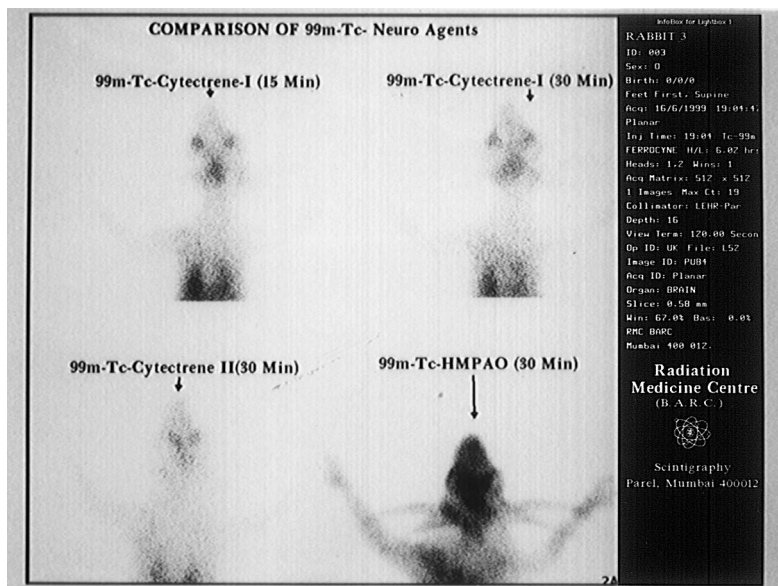 COMPARISON OF 99m-Tc- Neuro Agents
99m-Tc-Cytectrene-I (15 Min)
99m-Tc-Cytectrene-I (30 Min)
99m-Tc-Cytectrene II(30 Min)
99m-Tc-HMPAO (30 Min)
2A
InfoBox for Lightbox 1
RABBIT 3
ID: 003
Sex: O
Birth: 0/0/0
Feet First, Supine
Acq: 16/6/1999 19:04:4
Planar
Inj Time: 19:04 Tc-99m
FERROCYNE H/L: 6.02 hr
Heads: 1,2 Wins: 1
Acq Matrix: 512 x 512
1 Images Max Ct: 19
Collimator: LEHR-Par
Depth: 16
View Term: 120.00 Secon
Op ID: UK File: L52
Image ID: PUB4
Acq ID: Planar
Organ: BRAIN
Slice: 0.58 mm
Win: 67.0% Bas: 0.0%
RMC BARC
Mumbai 400 012.
Radiation
Medicine Centre
(B.A.R.C.)
Scintigraphy
Parel, Mumbai 400012